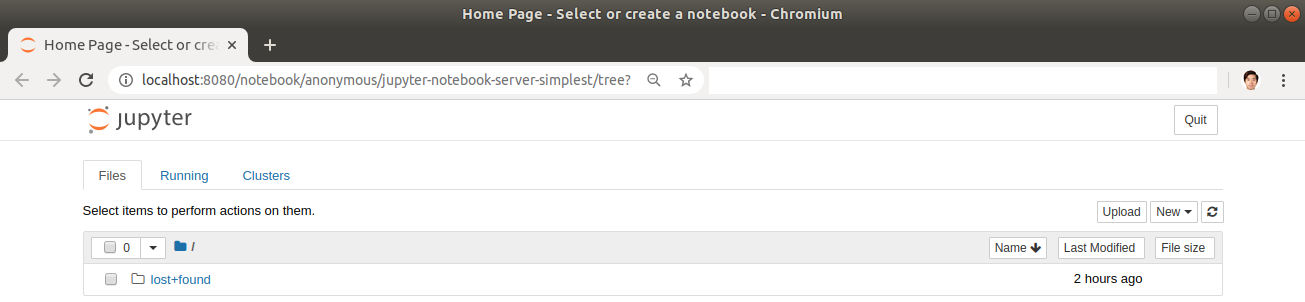 Home Page - Select or create a notebook - Chromium
Home Page - Select or crea
localhost:8080/notebook/anonymous/jupyter-notebook-server-simplest/tree?
jupyter Quit
Files Running Clusters
Select items to perform actions on them. Upload New
0 / Name Last Modified File size
lost+found 2 hours ago